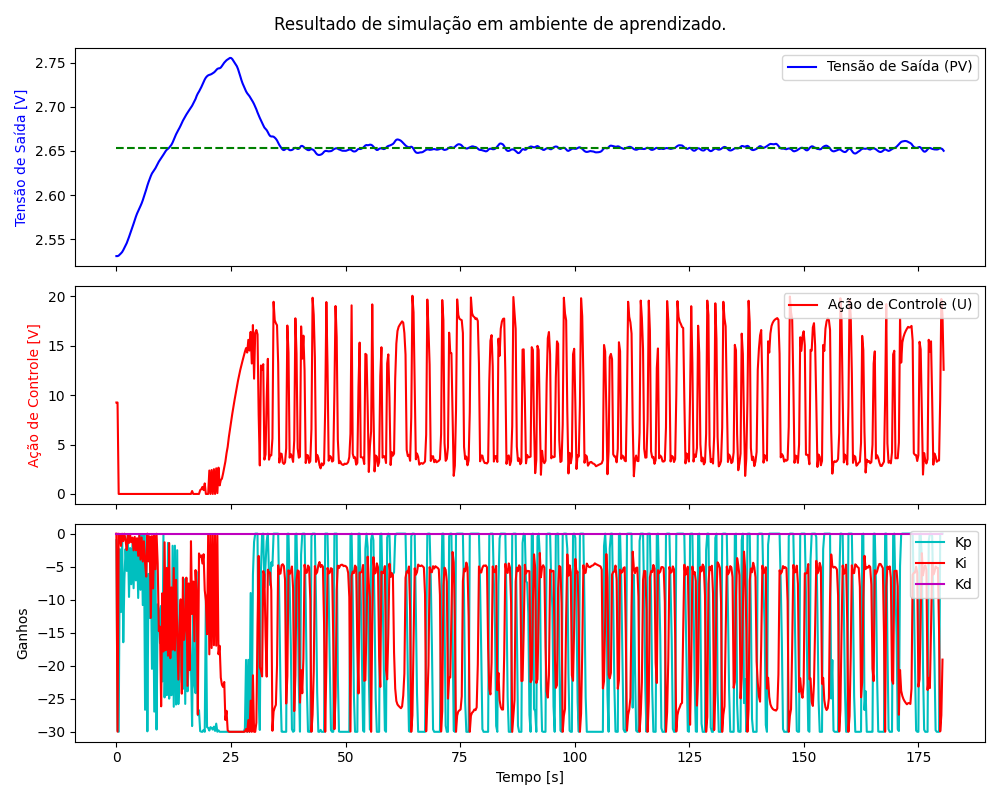 Resultado de simulação em ambiente de aprendizado.
Tensão de Saída [V]
2.75
2.70
2.65
2.60
2.55
Tensão de Saída (PV)
Ação de Controle [V]
20
15
10
5
0
Ação de Controle (U)
Ganhos
0
−5
−10
−15
−20
−25
−30
Kp
Ki
Kd
0 25 50 75 100 125 150 175
Tempo [s]